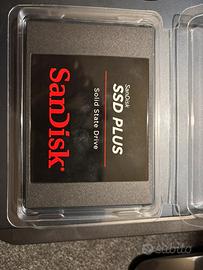 SanDisk
SSD PLUS
Solid State Drive
SanDisk
subito